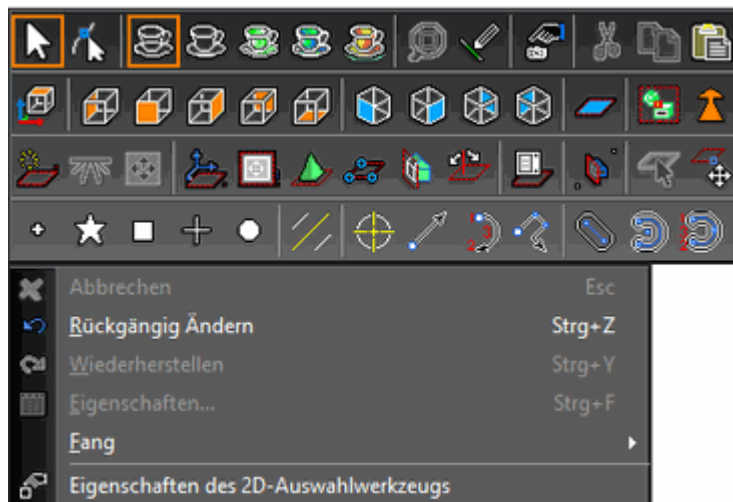 Abbrechen Esc
Rückgängig Ändern Strg+Z
Wiederherstellen Strg+Y
Eigenschaften... Strg+F
Fang
Eigenschaften des 2D-Auswahlwerkzeugs